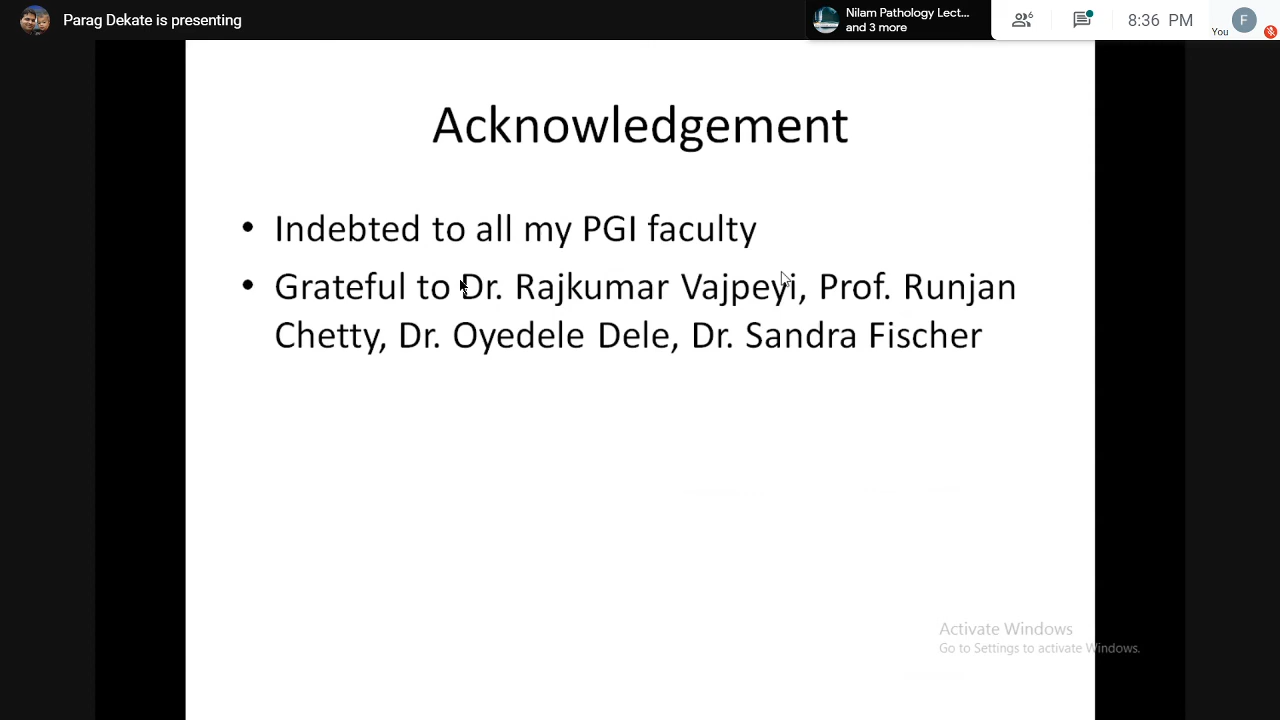 Parag Dekate is presenting
Nilam Pathology Lect...
and 3 more
6
8:36 PM
You
F
Acknowledgement
• Indebted to all my PGI faculty
• Grateful to Dr. Rajkumar Vajpeyi, Prof. Runjan
Chetty, Dr. Oyedele Dele, Dr. Sandra Fischer
Activate Windows
Go to Settings to activate Windows.